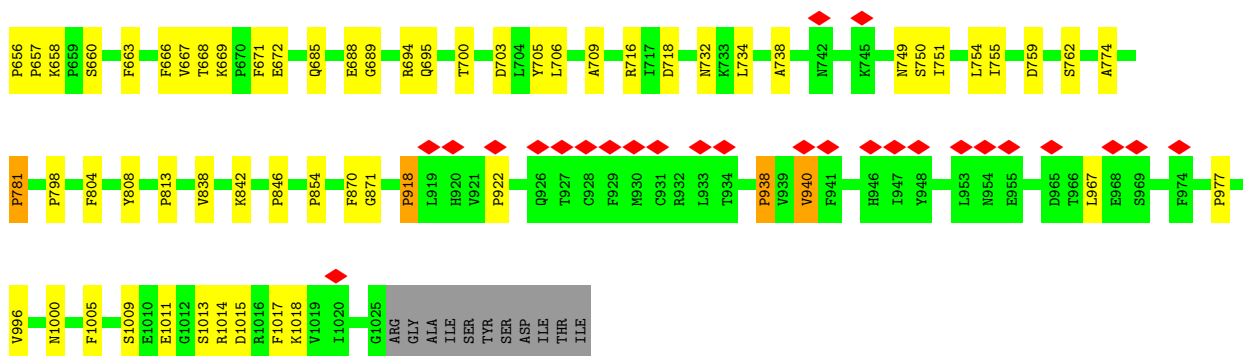 P656 P657 K658 P659 S660 F663 F666 V667 T668 K669 P670 F671 E672 Q685 E688 G689 R694 Q695 T700 D703 L704 Y705 L706 A709 R716 I717 D718 N732 K733 L734 A738 N742 K745 N749 S750 I751 L754 I755 D759 S762 A774
P781 P798 F804 Y808 P813 V838 K842 P846 P854 F870 G871 P918 L919 H920 V921 P922 Q926 T927 C928 F929 M930 C931 R932 L933 T934 P938 V939 V940 F941 H946 I947 Y948 L953 N954 E955 D965 T966 L967 E968 S969 F974 P977
V996 N1000 F1005 S1009 E1010 E1011 G1012 S1013 R1014 D1015 R1016 F1017 K1018 V1019 I1020 G1025 ARG GLY ALA ILE SER TYR SER ASP ILE THR ILE